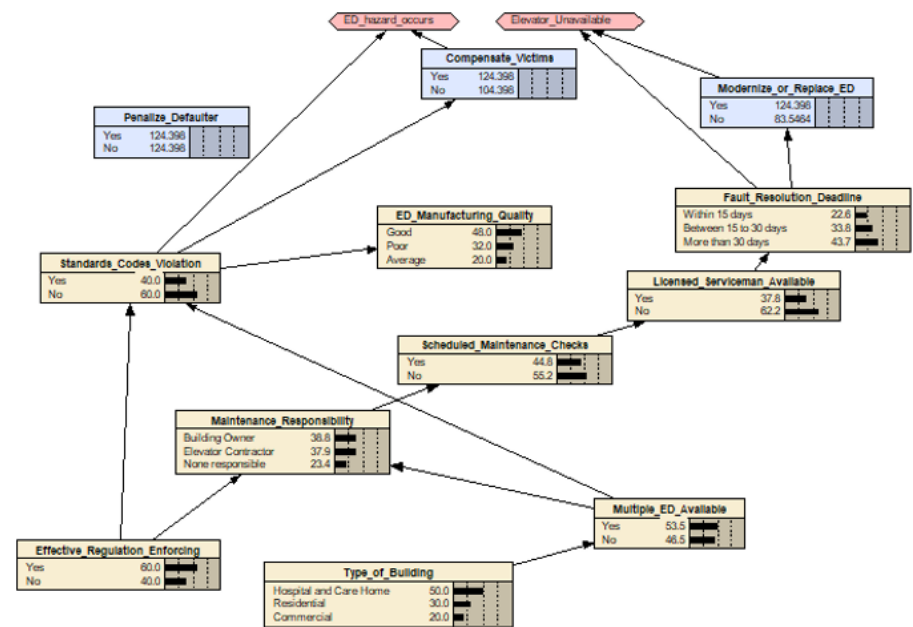 ED_hazard_occurs
Elevator_Unavailable
Compensate_Victims
Yes 124.398
No 104.398
Modernize_or_Replace_ED
Yes 124.398
No 83.5464
Penalize_Defaulter
Yes 124.398
No 124.398
Fault_Resolution_Deadline
Within 15 days 22.6
Between 15 to 30 days 33.8
More than 30 days 43.7
ED_Manufacturing_Quality
Good 48.0
Poor 32.0
Average 20.0
Standards_Codes_Violation
Yes 40.0
No 60.0
Licensed_Serviceman_Available
Yes 37.8
No 62.2
Scheduled_Maintenance_Checks
Yes 44.8
No 55.2
Maintenance_Responsibility
Building Owner 38.8
Elevator Contractor 37.9
None responsible 23.4
Multiple_ED_Available
Yes 53.5
No 46.5
Effective_Regulation_Enforcing
Yes 60.0
No 40.0
Type_of_Building
Hospital and Care Home 50.0
Residential 30.0
Commercial 20.0